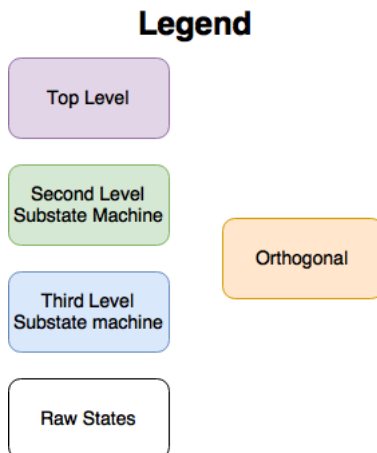 Legend
Top Level
Second Level
Substate Machine
Orthogonal
Third Level
Substate machine
Raw States